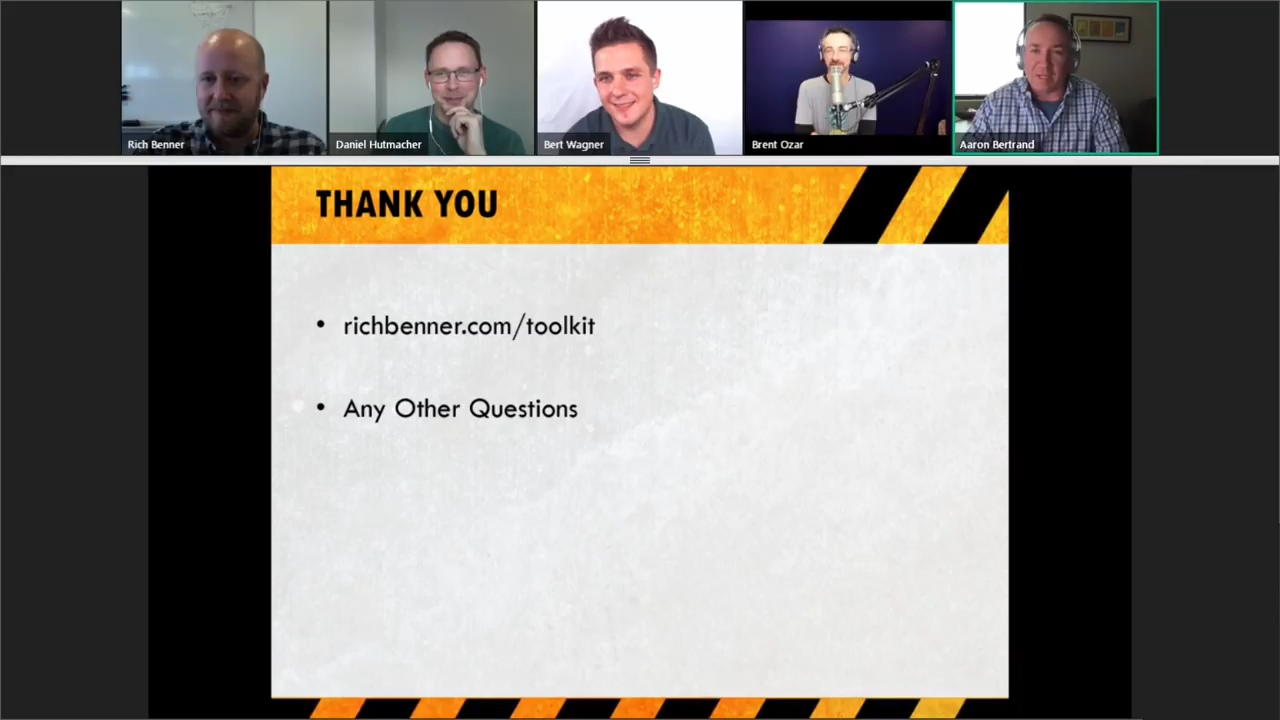 Rich Benner
Daniel Hutmacher
Bert Wagner
Brent Ozar
Aaron Bertrand
THANK YOU
• richbenner.com/toolkit
• Any Other Questions